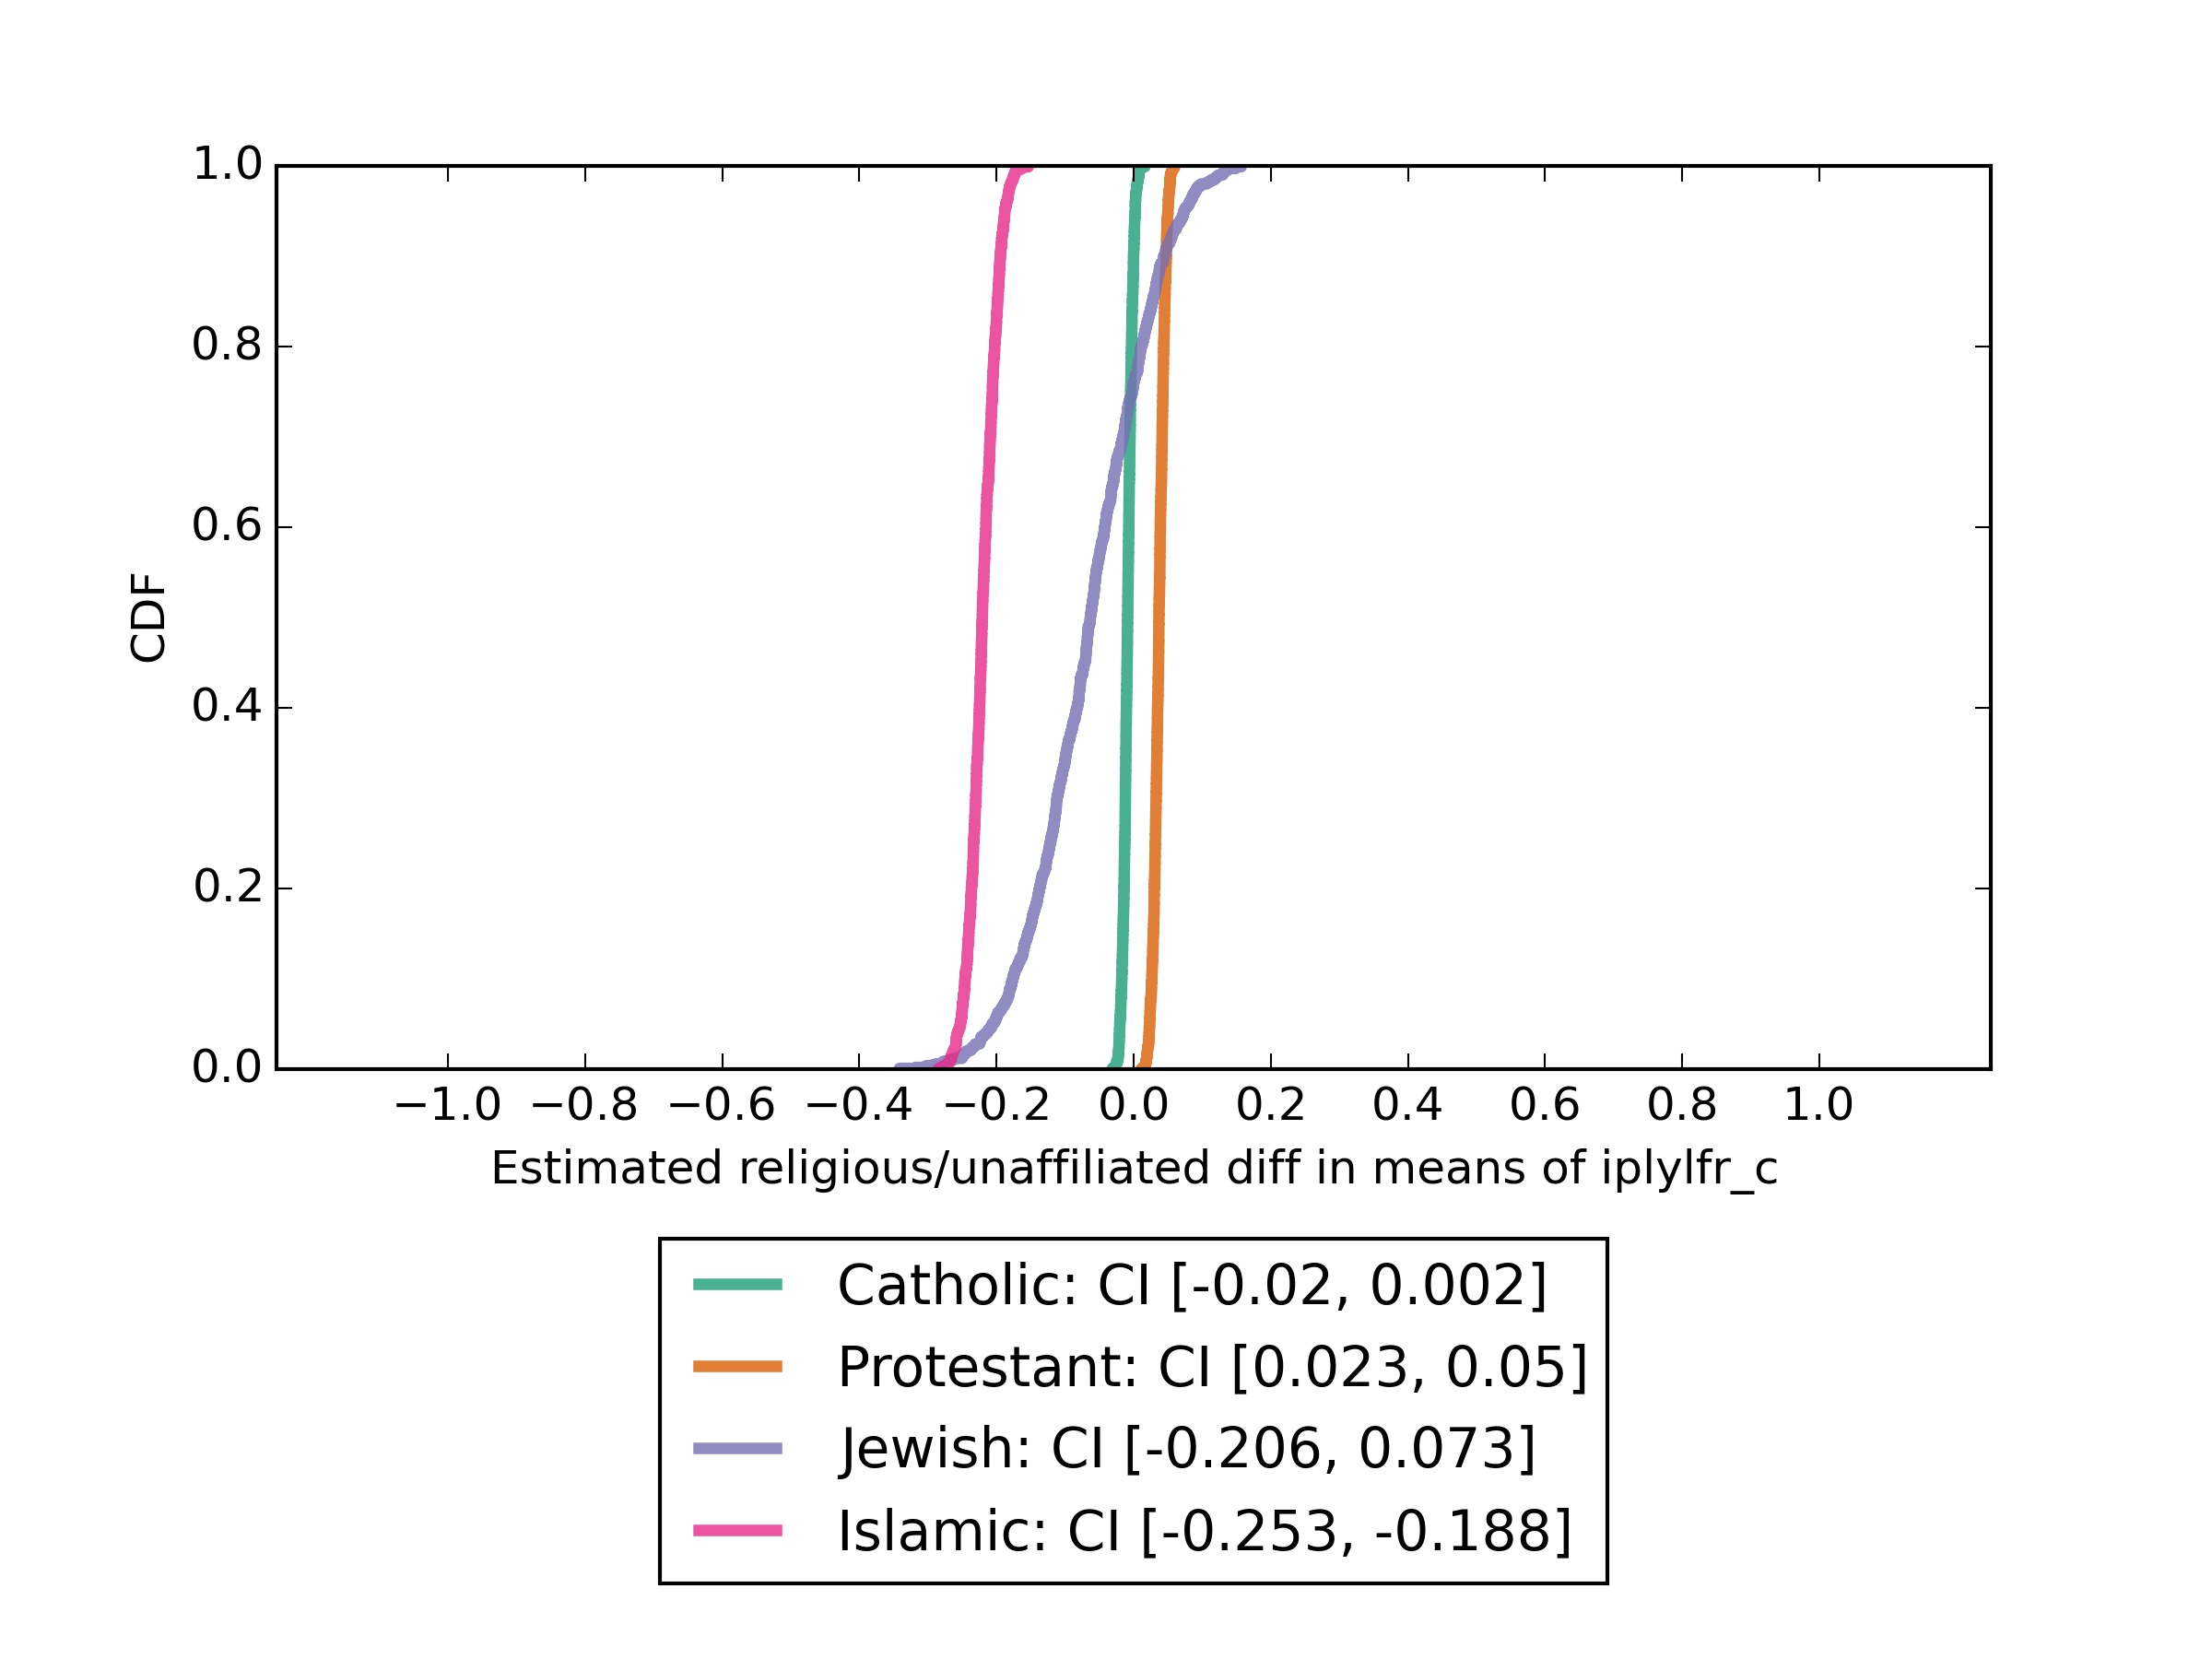 1.0
0.8
0.6
0.4
0.2
0.0
CDF
−1.0 −0.8 −0.6 −0.4 −0.2 0.0 0.2 0.4 0.6 0.8 1.0
Estimated religious/unaffiliated diff in means of iplylfr_c
Catholic: CI [-0.02, 0.002]
Protestant: CI [0.023, 0.05]
Jewish: CI [-0.206, 0.073]
Islamic: CI [-0.253, -0.188]